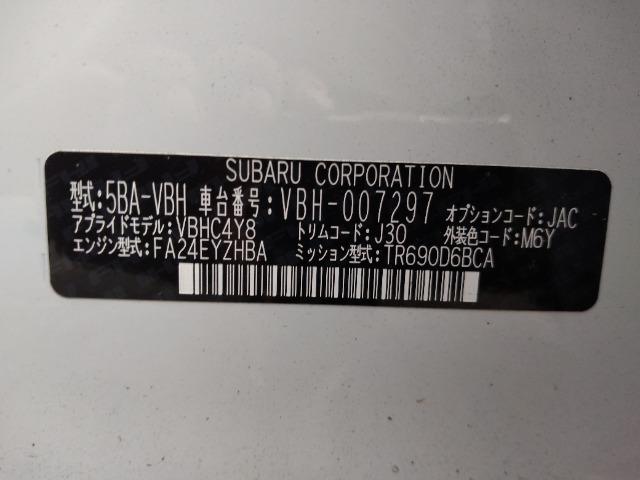 SUBARU CORPORATION
型式:5BA-VBH 車台番号:VBH-007297 オプションコード:JAC
アプライドモデル:VBHC4Y8 トリムコード:J30 外装色コード:M6Y
エンジン型式:FA24EYZHBA ミッション型式:TR690D6BCA